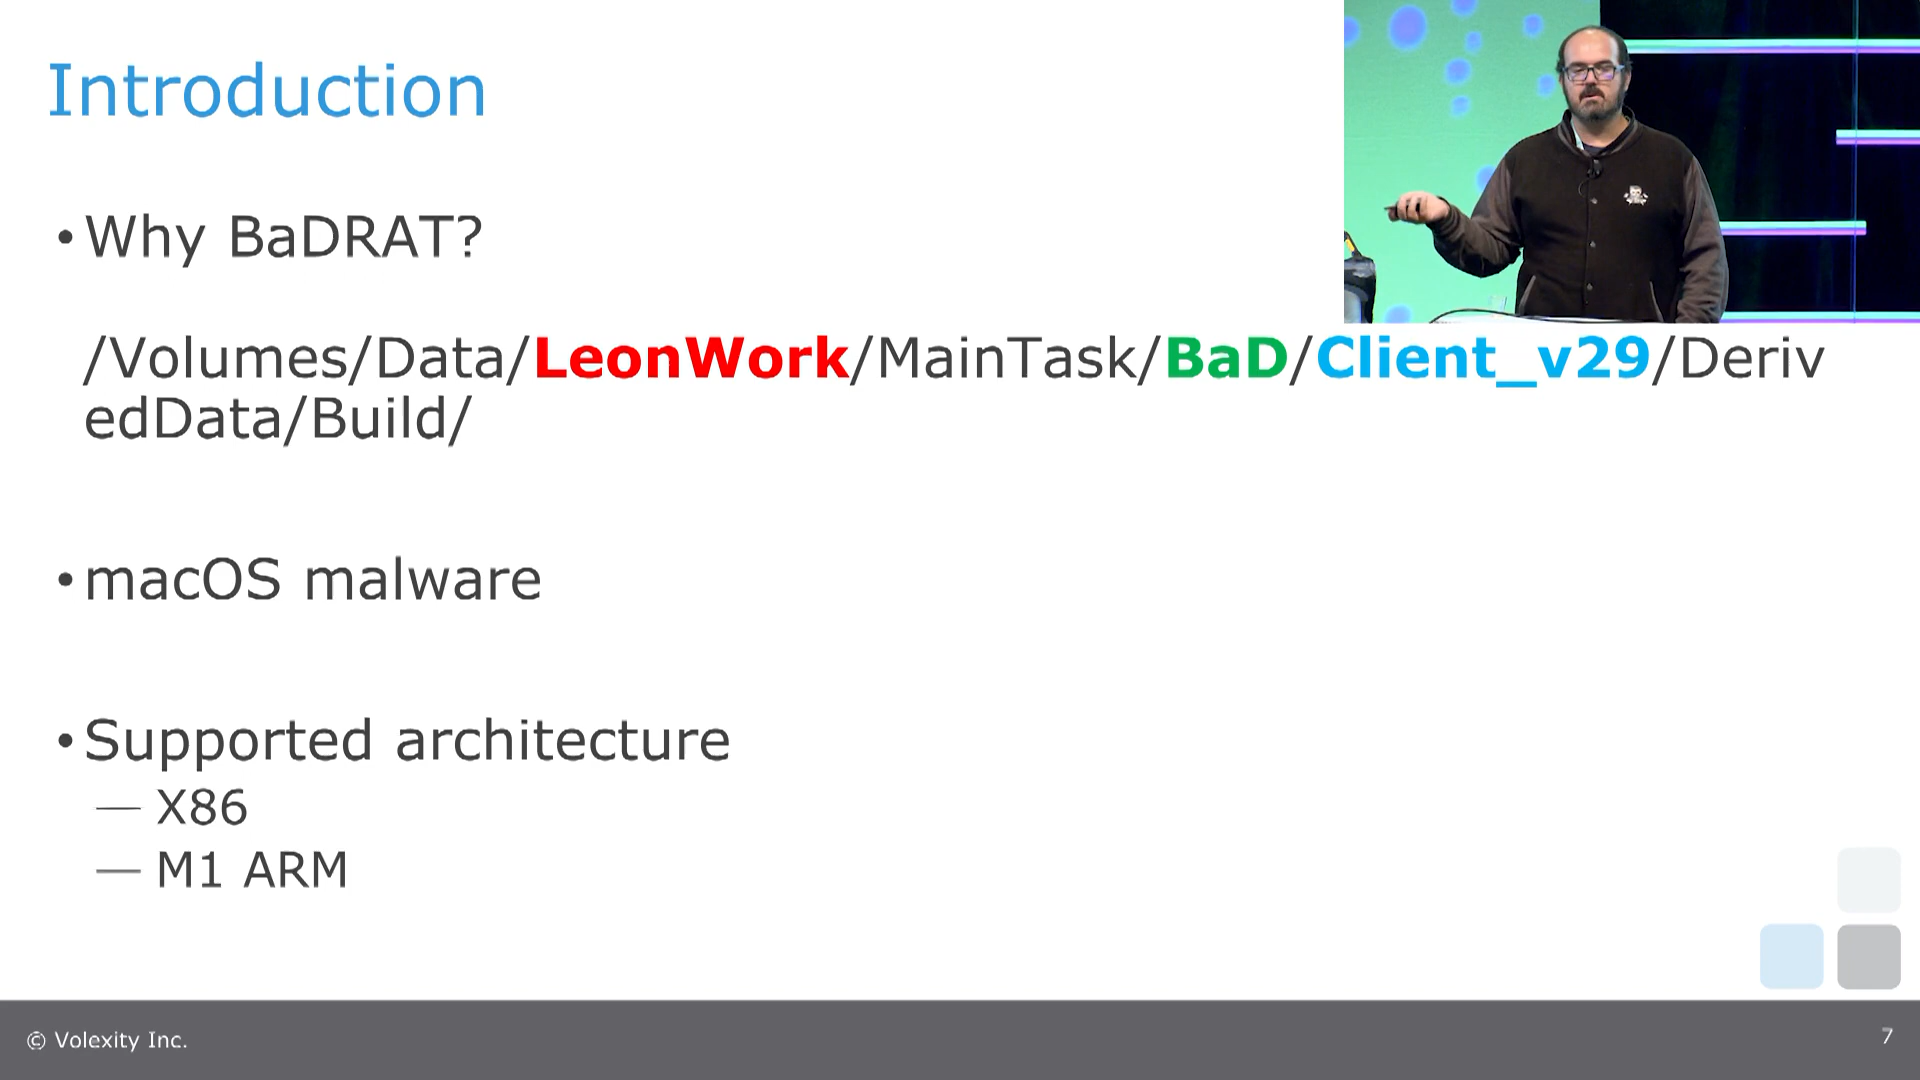 Introduction
• Why BaDRAT?
/Volumes/Data/LeonWork/MainTask/BaD/Client_v29/Deriv
edData/Build/
• macOS malware
• Supported architecture
— X86
— M1 ARM
© Volexity Inc.
7